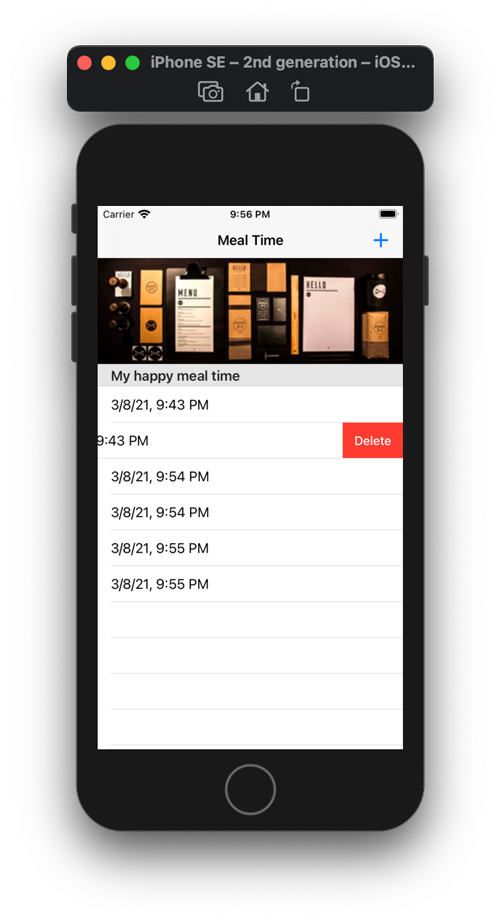 iPhone SE – 2nd generation – iOS...
Carrier 9:56 PM
Meal Time
MENU
HELLO
My happy meal time
3/8/21, 9:43 PM
9:43 PM Delete
3/8/21, 9:54 PM
3/8/21, 9:54 PM
3/8/21, 9:55 PM
3/8/21, 9:55 PM